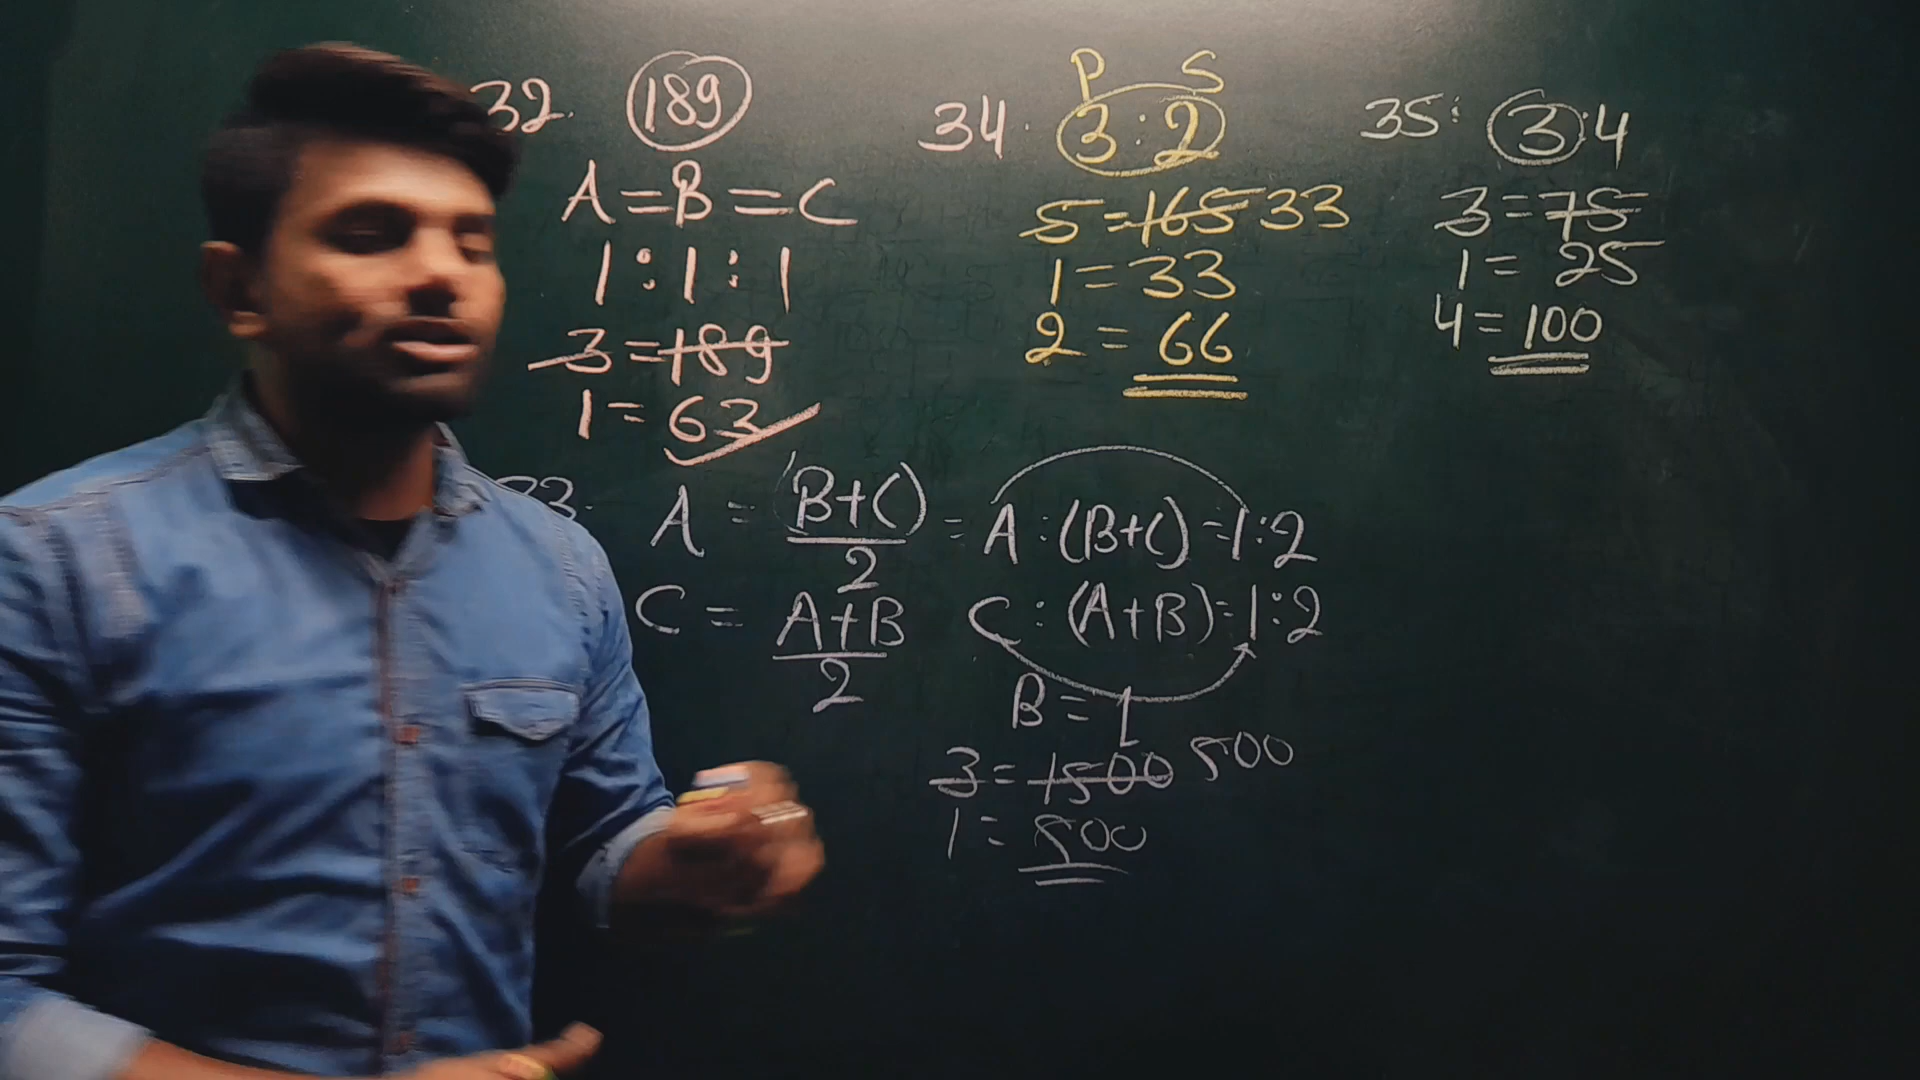 32. 189
A=B=C
1:1:1
3=189
1=63
33. A = (B+C)/2 = A:(B+C)=1:2
C = A+B/2 C:(A+B)=1:2
B=1
3=1500 500
1=500
34. P S
3:2
5=165 33
1=33
2=66
35: 3:4
3=75
1=25
4=100